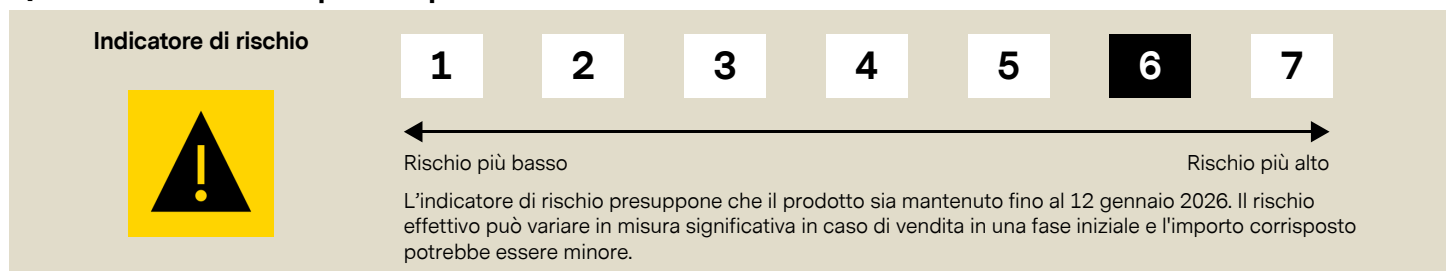 Indicatore di rischio
1 2 3 4 5 6 7
Rischio più basso Rischio più alto
L'indicatore di rischio presuppone che il prodotto sia mantenuto fino al 12 gennaio 2026. Il rischio
effettivo può variare in misura significativa in caso di vendita in una fase iniziale e l'importo corrisposto
potrebbe essere minore.